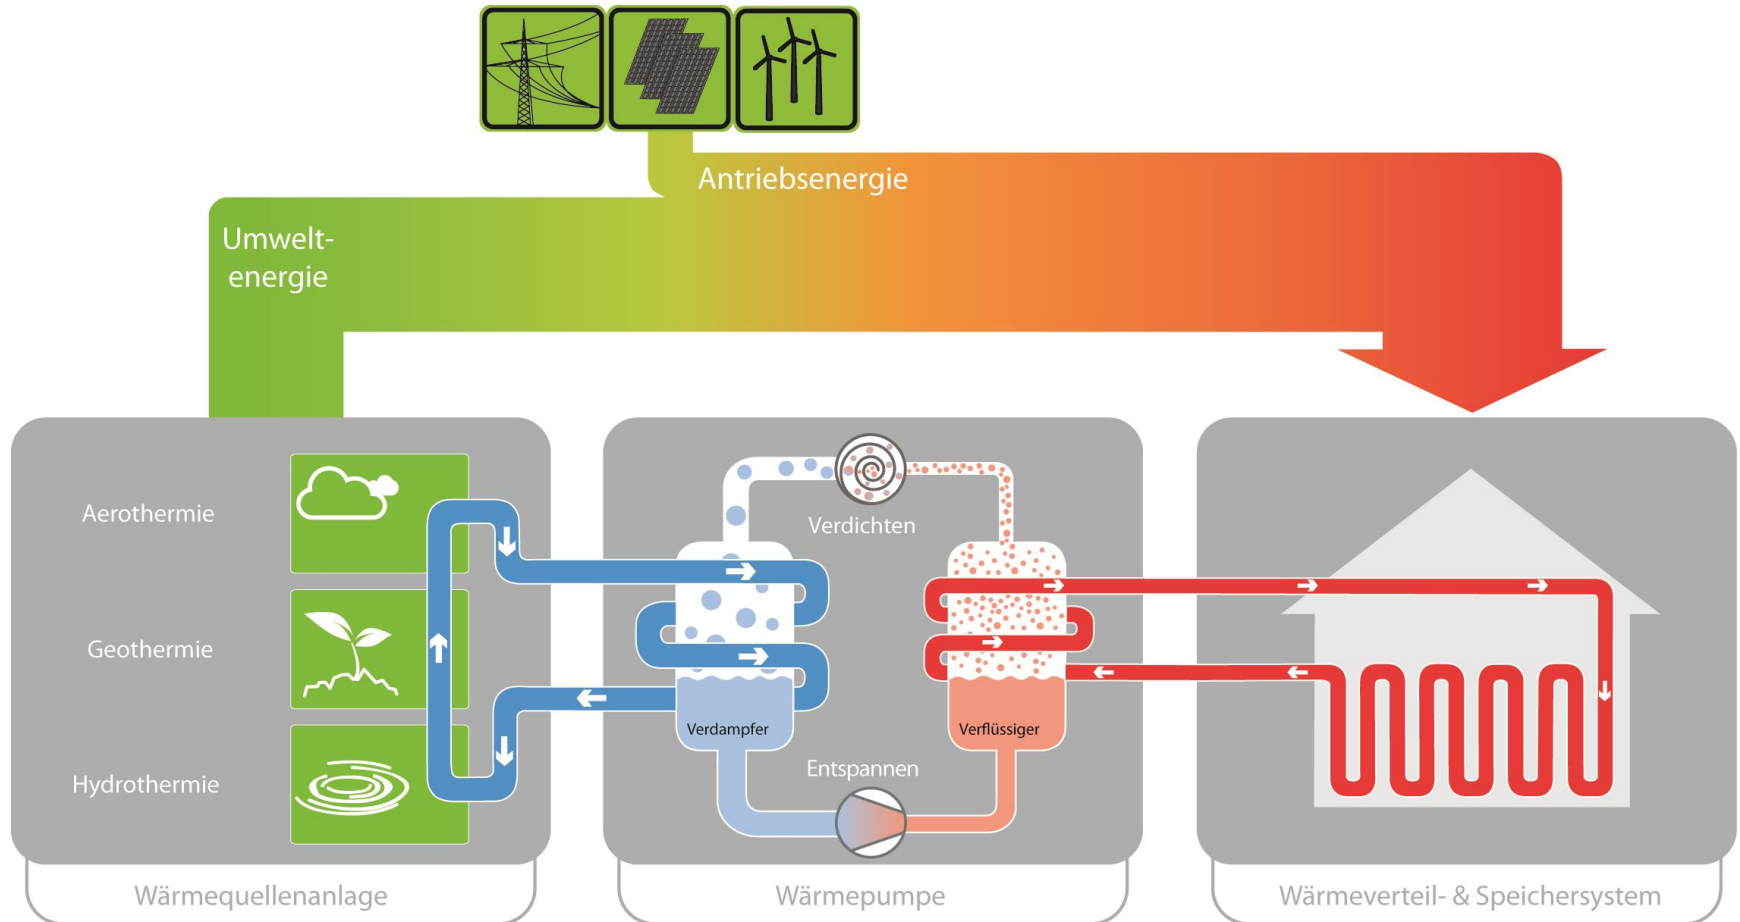 Antriebsenergie
Umwelt-
energie
Aerothermie
Geothermie
Hydrothermie
Wärmequellenanlage
Verdichten
Verdampfer
Verflüssiger
Entspannen
Wärmepumpe
Wärmeverteil- & Speichersystem